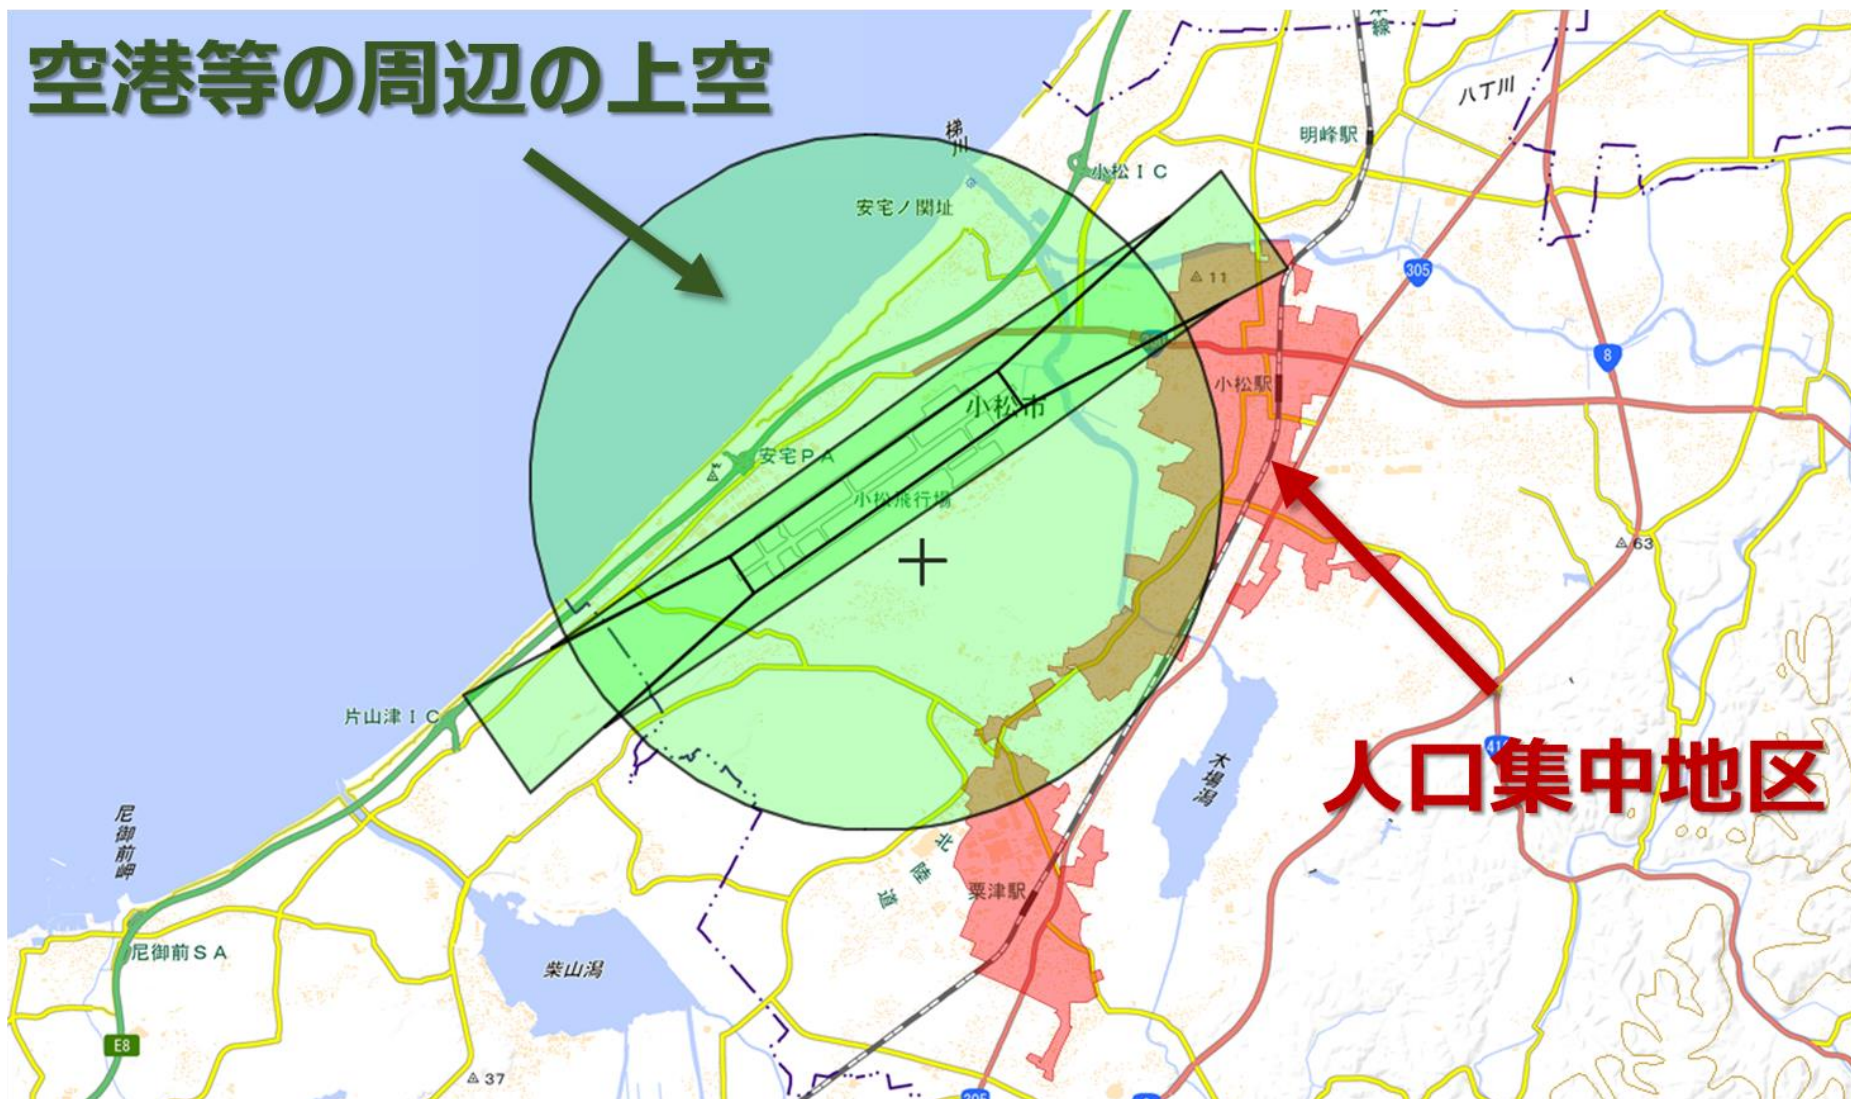 空港等の周辺の上空
本線
八丁川
梯川
明峰駅
小松ＩＣ
安宅ノ関址
11
305
8
小松駅
小松市
安宅ＰＡ
小松飛行場
63
片山津ＩＣ
木場潟
人口集中地区
尼御前岬
北陸道
粟津駅
尼御前ＳＡ
柴山潟
E8
37
305